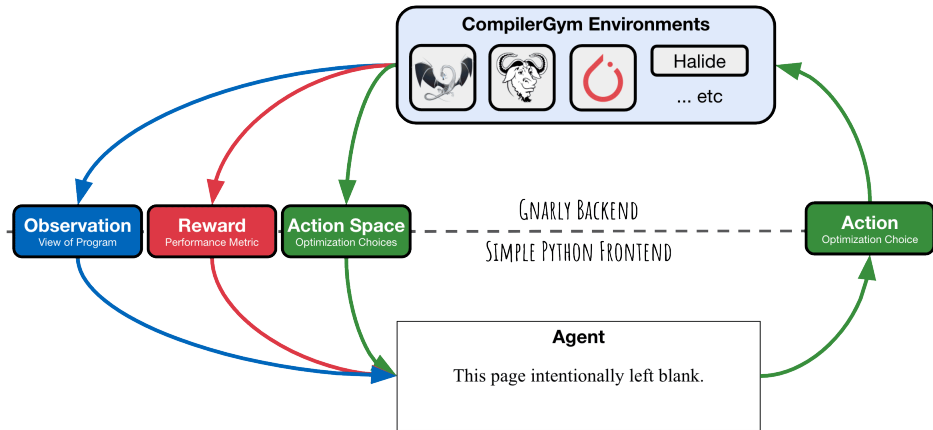 CompilerGym Environments
Halide
... etc
Observation
View of Program
Reward
Performance Metric
Action Space
Optimization Choices
Gnarly Backend
Simple Python Frontend
Action
Optimization Choice
Agent
This page intentionally left blank.